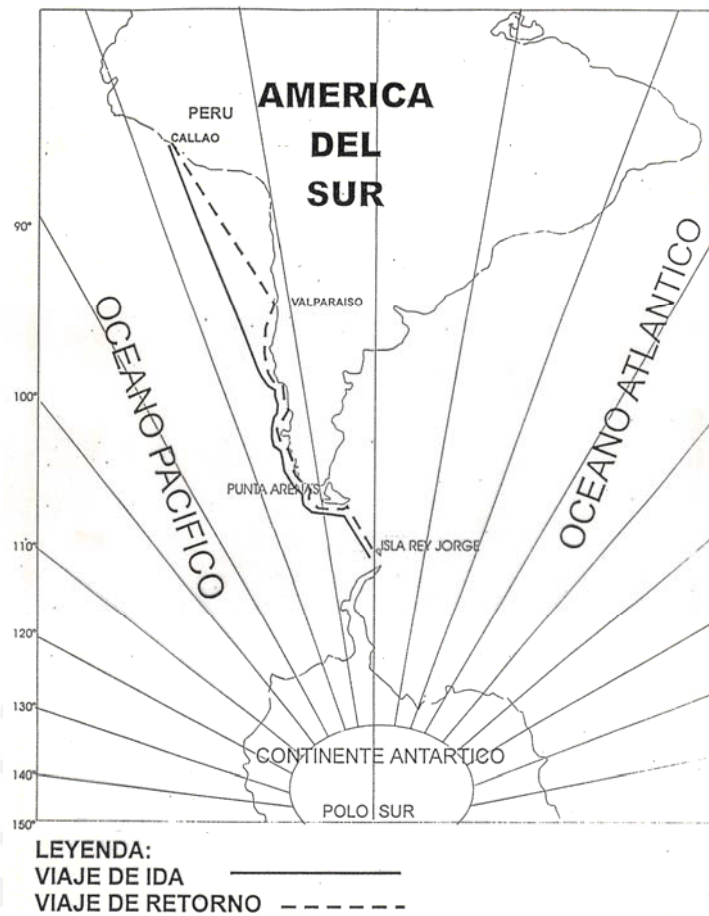 AMERICA
DEL
SUR
PERU
CALLAO
90°
VALPARAISO
OCEANO PACIFICO
OCEANO ATLANTICO
100°
PUNTA ARENAS
110°
ISLA REY JORGE
120°
130°
CONTINENTE ANTARTICO
140°
POLO SUR
150°
LEYENDA:
VIAJE DE IDA
VIAJE DE RETORNO